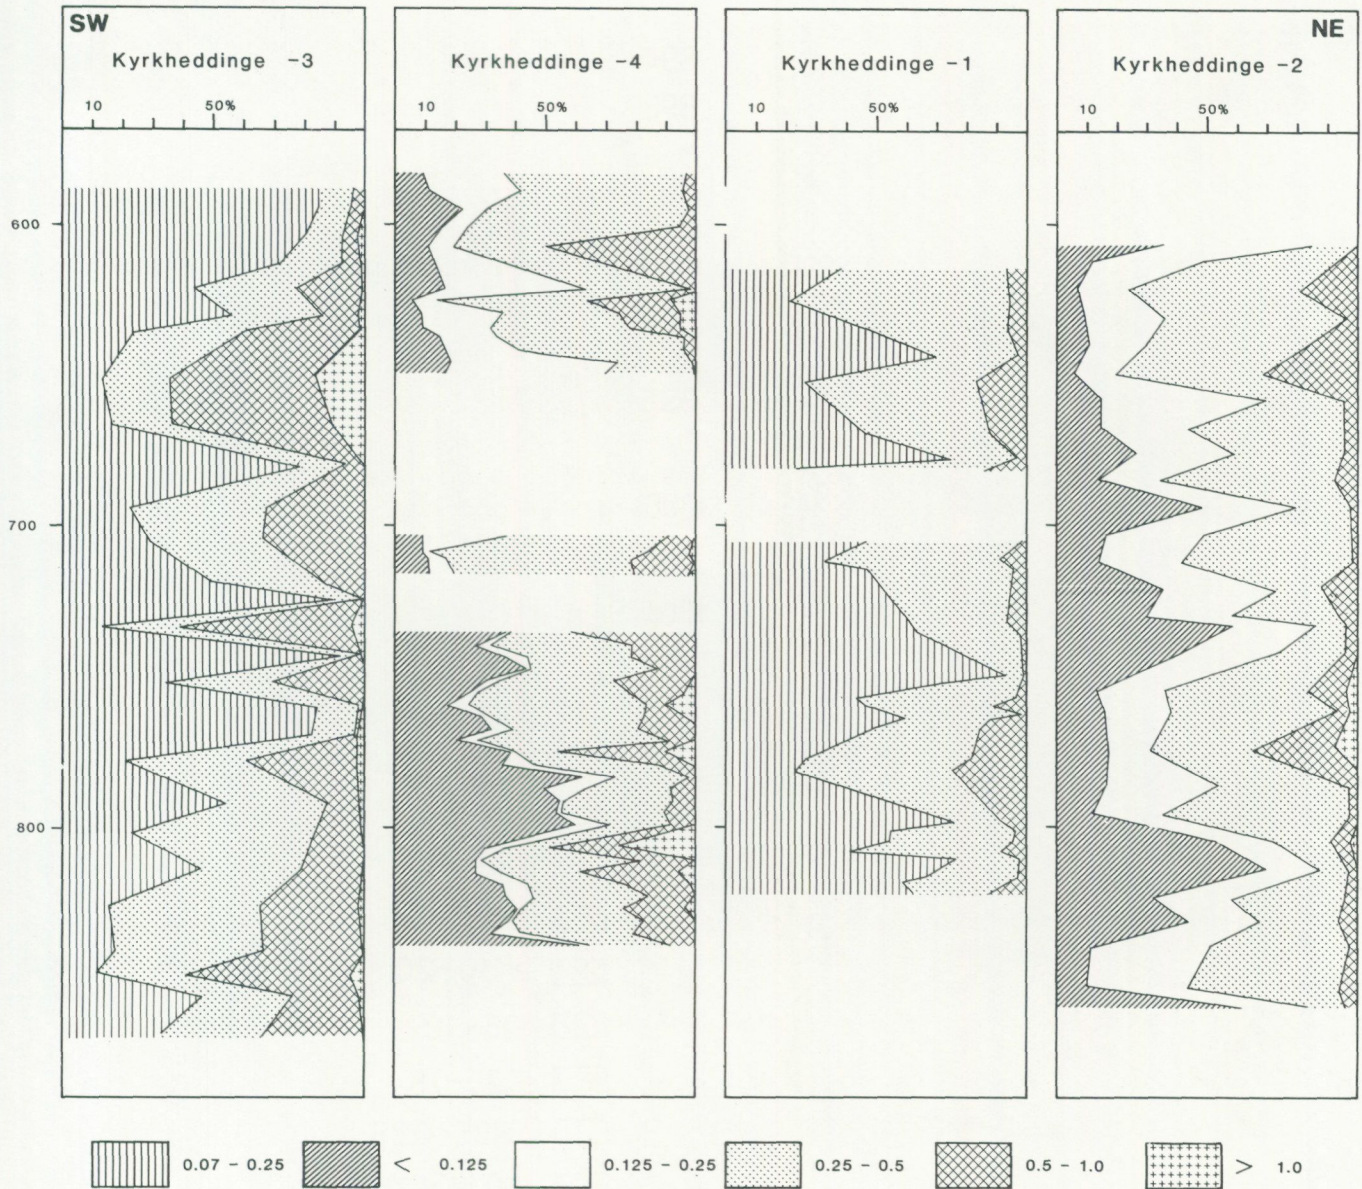 SW
NE
Kyrkheddinge -3
Kyrkheddinge -4
Kyrkheddinge -1
Kyrkheddinge -2
10 50%
10 50%
10 50%
10 50%
600
700
800
0.07 - 0.25
< 0.125
0.125 - 0.25
0.25 - 0.5
0.5 - 1.0
> 1.0